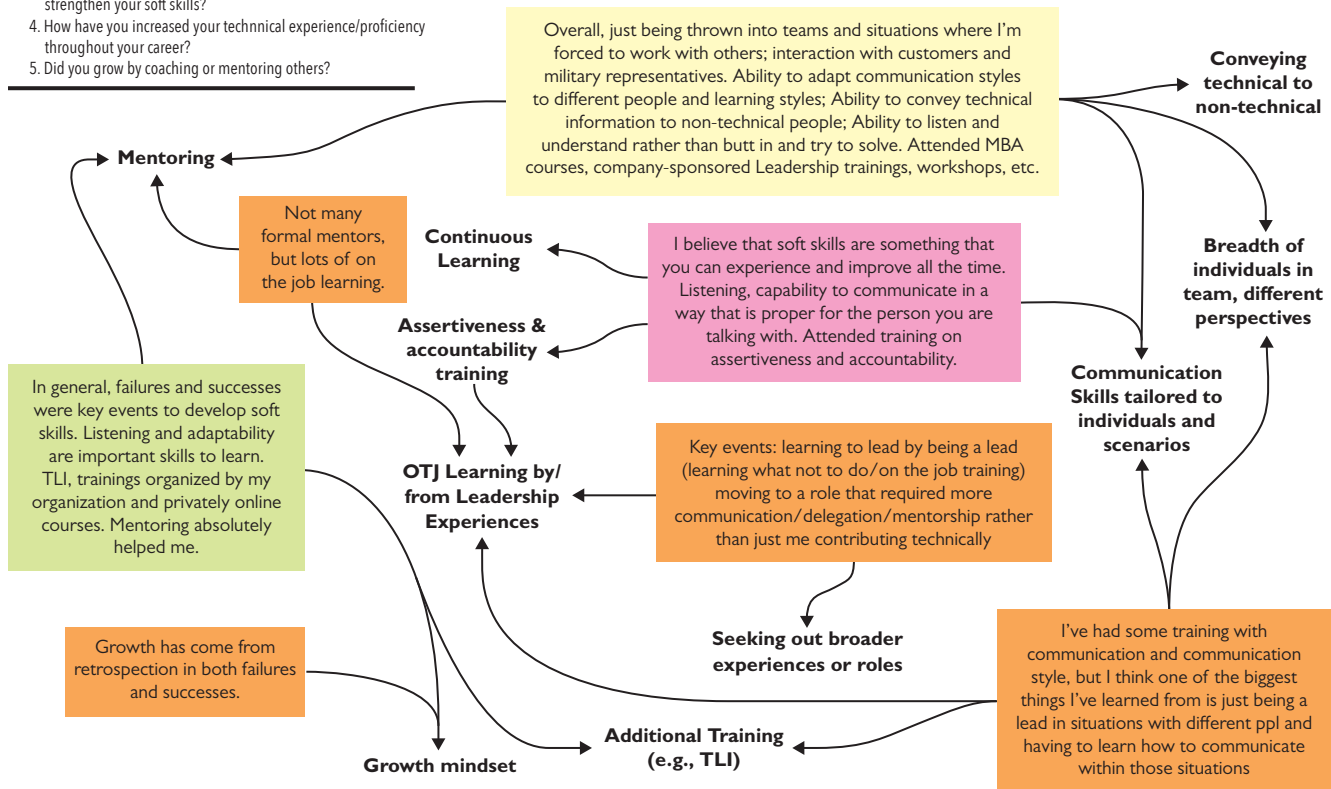 strengthen your soft skills?
4. How have you increased your technnical experience/proficiency
throughout your career?
5. Did you grow by coaching or mentoring others?
Overall, just being thrown into teams and situations where I'm
forced to work with others; interaction with customers and
military representatives. Ability to adapt communication styles
to different people and learning styles; Ability to convey technical
information to non-technical people; Ability to listen and
understand rather than butt in and try to solve. Attended MBA
courses, company-sponsored Leadership trainings, workshops, etc.
Conveying
technical to
non-technical
Mentoring
Not many
formal mentors,
but lots of on
the job learning.
Continuous
Learning
I believe that soft skills are something that
you can experience and improve all the time.
Listening, capability to communicate in a
way that is proper for the person you are
talking with. Attended training on
assertiveness and accountability.
Breadth of
individuals in
team, different
perspectives
Assertiveness &
accountability
training
Communication
Skills tailored to
individuals and
scenarios
In general, failures and successes
were key events to develop soft
skills. Listening and adaptability
are important skills to learn.
TLI, trainings organized by my
organization and privately online
courses. Mentoring absolutely
helped me.
OTJ Learning by/
from Leadership
Experiences
Key events: learning to lead by being a lead
(learning what not to do/on the job training)
moving to a role that required more
communication/delegation/mentorship rather
than just me contributing technically
Growth has come from
retrospection in both failures
and successes.
Seeking out broader
experiences or roles
I've had some training with
communication and communication
style, but I think one of the biggest
things I've learned from is just being a
lead in situations with different ppl and
having to learn how to communicate
within those situations
Growth mindset
Additional Training
(e.g., TLI)